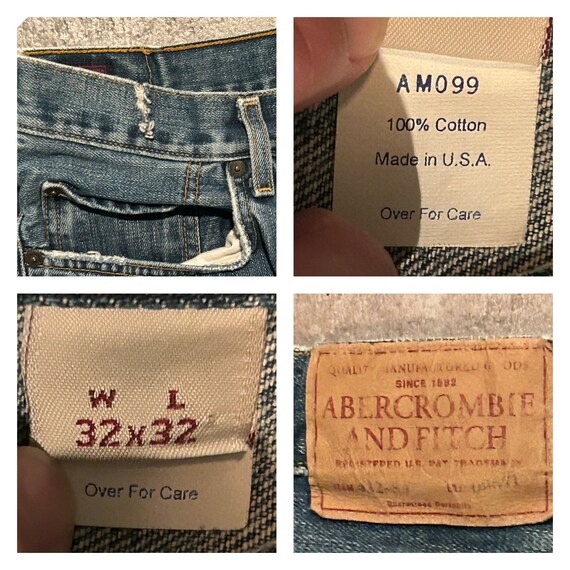 AM099
100% Cotton
Made in U.S.A.
Over For Care
W L
32x32
Over For Care
QUALITY MANUFACTURED GOODS
SINCE 1892
ABERCROMBIE
AND FITCH
REGISTERED U.S. PAT. TRADEMARK